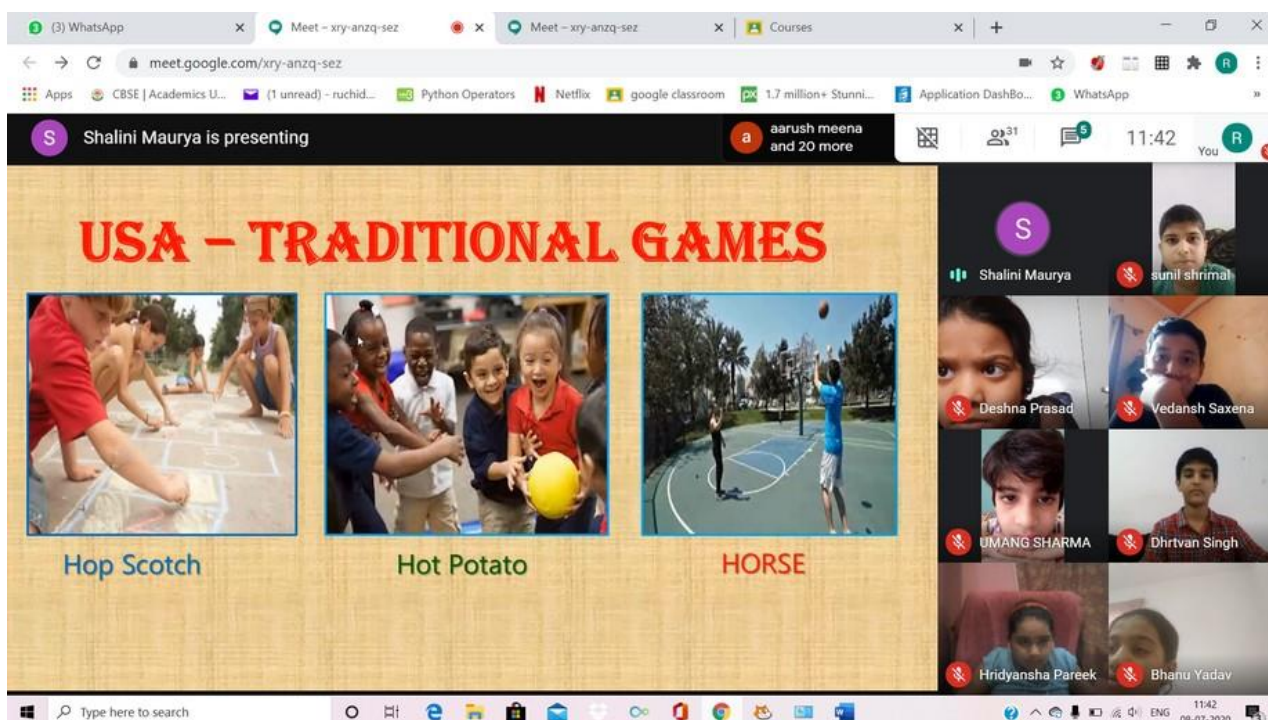 (3) WhatsApp
Meet – xry-anzq-sez
Meet – xry-anzq-sez
Courses
meet.google.com/xry-anzq-sez
R
Apps
CBSE | Academics U...
(1 unread) - ruchid...
Python Operators
Netflix
google classroom
1.7 million+ Stunni...
Application DashBo...
WhatsApp
S
Shalini Maurya is presenting
a
aarush meena
and 20 more
31
5
11:42
You
R
USA – TRADITIONAL GAMES
Hop Scotch
Hot Potato
HORSE
S
Shalini Maurya
sunil shrimal
Deshna Prasad
Vedansh Saxena
UMANG SHARMA
Dhrtvan Singh
Hridyansha Pareek
Bhanu Yadav
Type here to search
ENG
11:42
08-07-2020